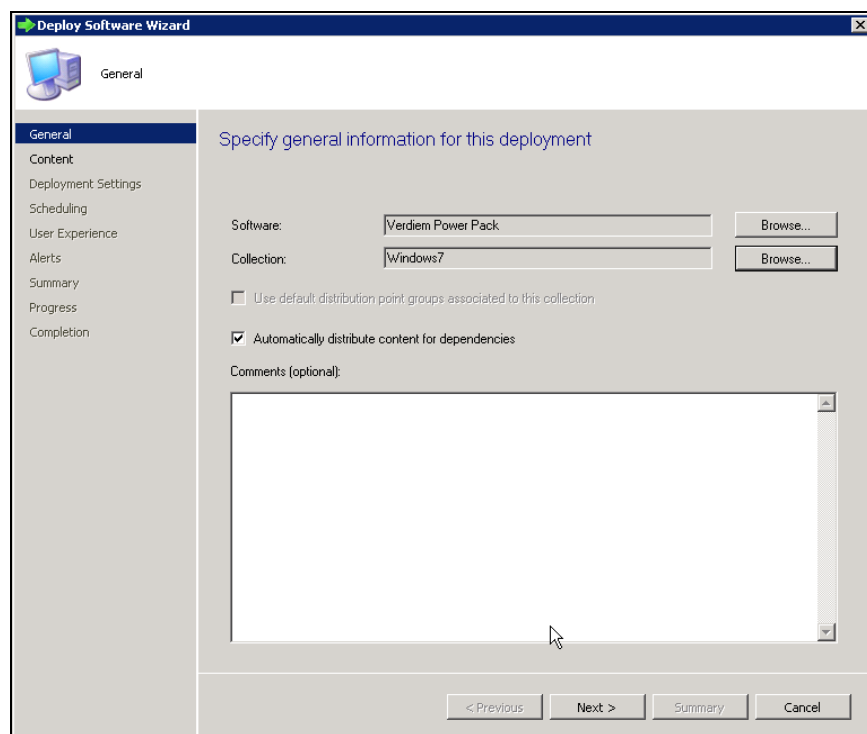 Deploy Software Wizard
General
General
Content
Deployment Settings
Scheduling
User Experience
Alerts
Summary
Progress
Completion
Specify general information for this deployment
Software: Verdiem Power Pack Browse...
Collection: Windows7 Browse...
Use default distribution point groups associated to this collection
Automatically distribute content for dependencies
Comments (optional):
< Previous Next > Summary Cancel